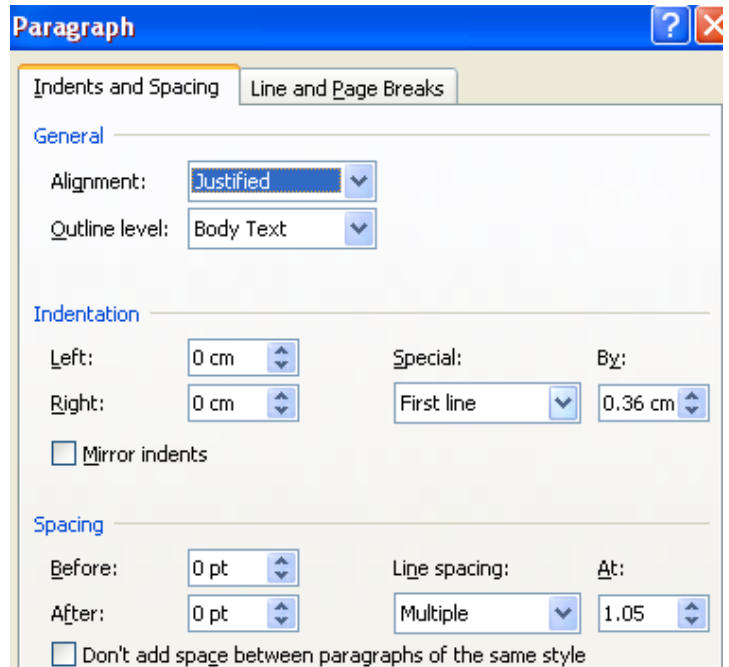 Paragraph ?
Indents and Spacing Line and Page Breaks
General
Alignment: Justified
Outline level: Body Text
Indentation
Left: 0 cm Special: By:
Right: 0 cm First line 0.36 cm
Mirror indents
Spacing
Before: 0 pt Line spacing: At:
After: 0 pt Multiple 1.05
Don't add space between paragraphs of the same style